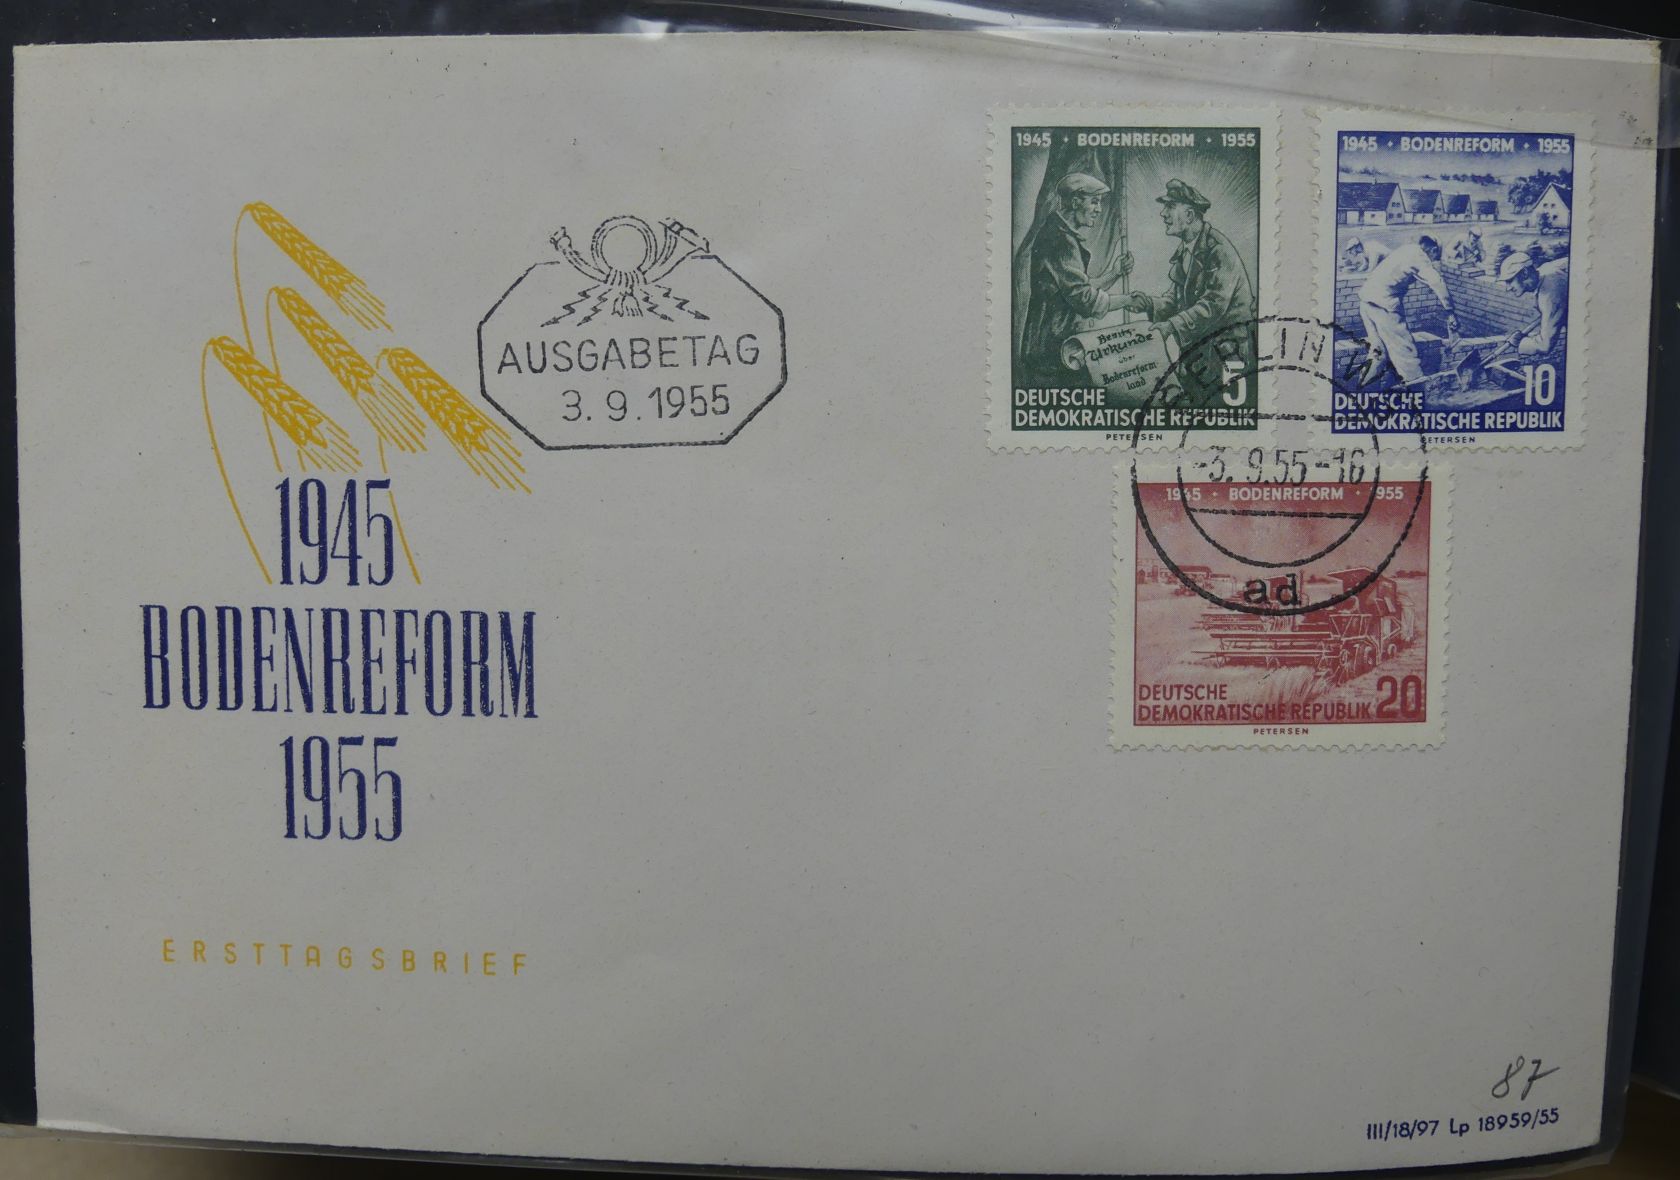 1945 · BODENREFORM · 1955
Besitz-
Urkunde
über
Bodenreform-
land
5
DEUTSCHE
DEMOKRATISCHE REPUBLIK
PETERSEN
1945 · BODENREFORM · 1955
10
DEUTSCHE
DEMOKRATISCHE REPUBLIK
PETERSEN
AUSGABETAG
3.9.1955
BERLIN W
-3. 9.55-16
ad
1945 · BODENREFORM · 1955
DEUTSCHE
DEMOKRATISCHE REPUBLIK 20
PETERSEN
1945
BODENREFORM
1955
ERSTTAGSBRIEF
87
III/18/97 Lp 18959/55